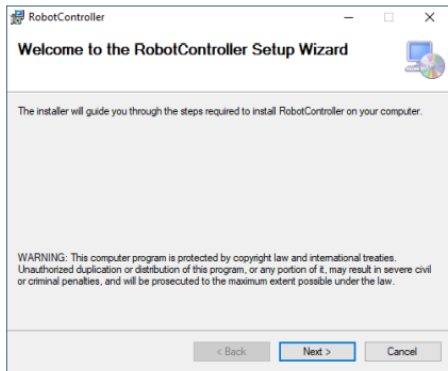 RobotController
Welcome to the RobotController Setup Wizard
The installer will guide you through the steps required to install RobotController on your computer.
WARNING: This computer program is protected by copyright law and international treaties.
Unauthorized duplication or distribution of this program, or any portion of it, may result in severe civil
or criminal penalties, and will be prosecuted to the maximum extent possible under the law.
< Back
Next >
Cancel